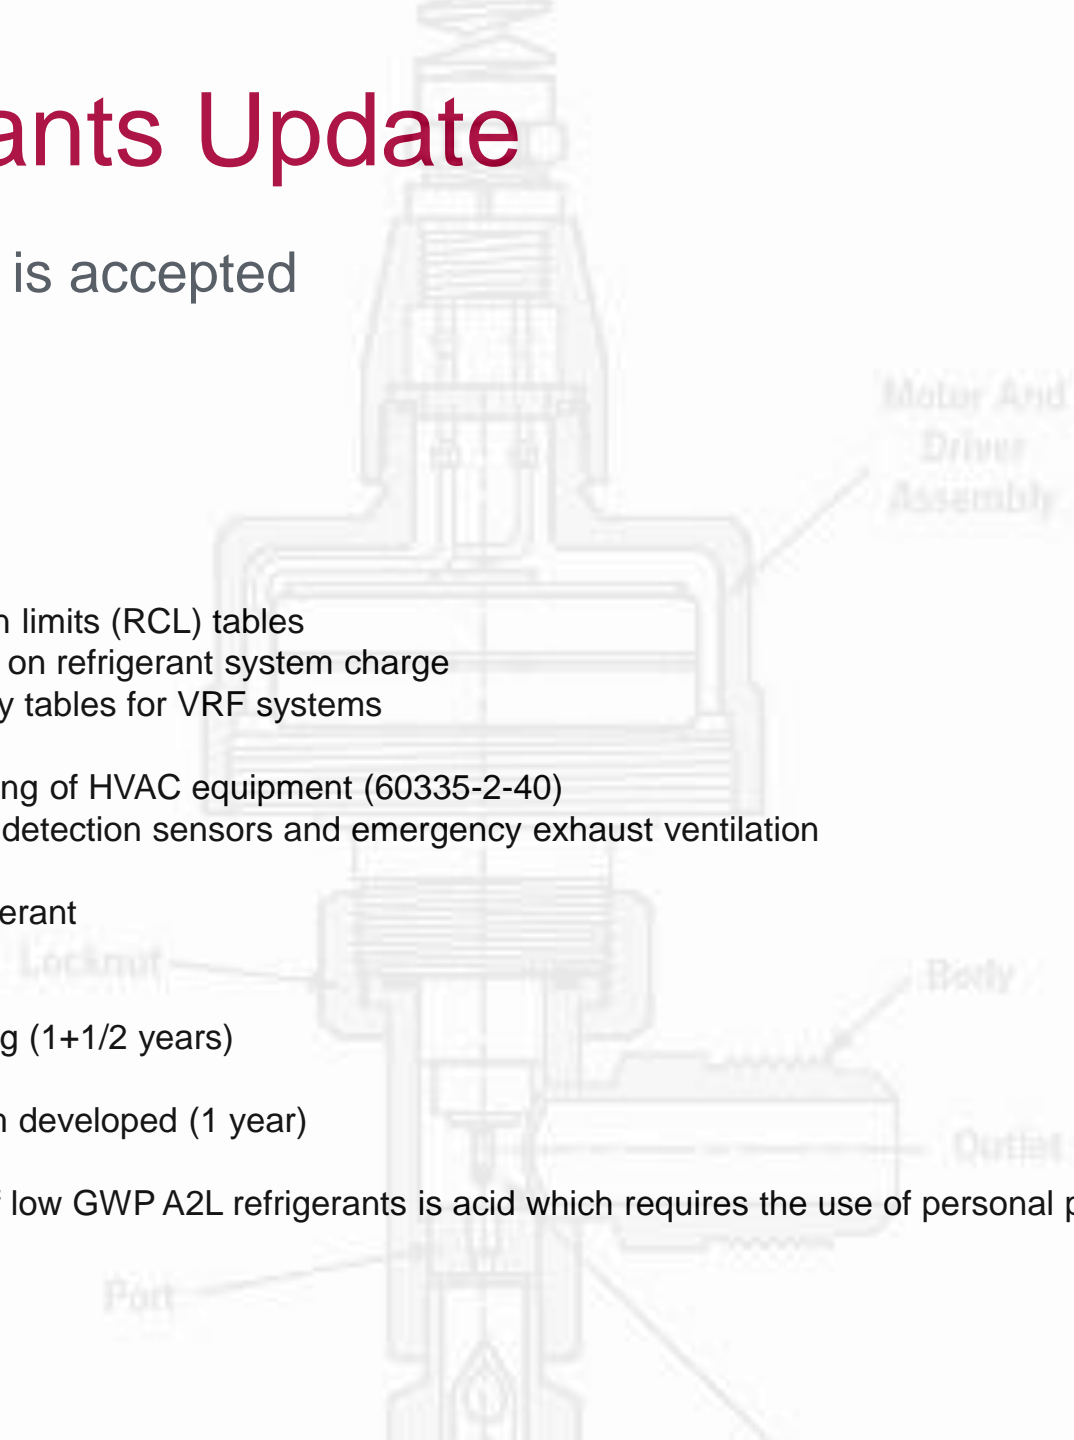 ants Update
is accepted
Motor And
Driver
Assembly
n limits (RCL) tables
on refrigerant system charge
y tables for VRF systems
ng of HVAC equipment (60335-2-40)
detection sensors and emergency exhaust ventilation
erant
Locknut
Body
g (1+1/2 years)
n developed (1 year)
Outlet
f low GWP A2L refrigerants is acid which requires the use of personal p
Port